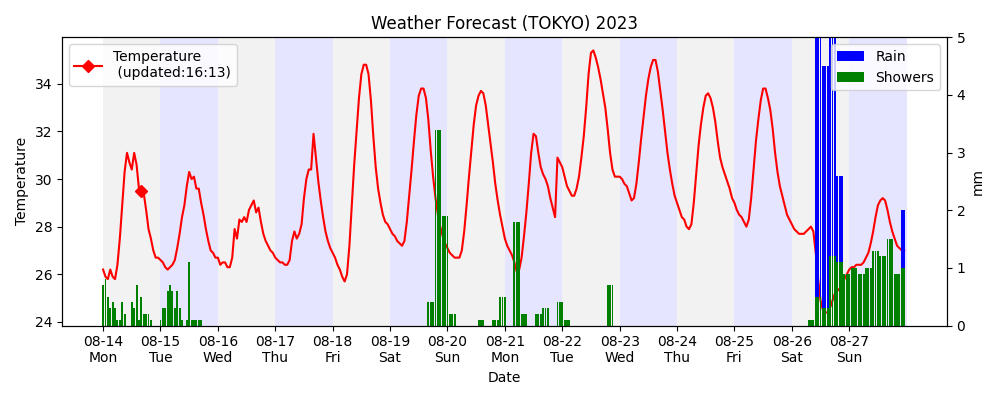 Weather Forecast (TOKYO) 2023
Temperature
(updated:16:13)
Rain
Showers
Temperature
34
32
30
28
26
24
5
4
3
2
1
0
mm
08-14 08-15 08-16 08-17 08-18 08-19 08-20 08-21 08-22 08-23 08-24 08-25 08-26 08-27
Mon Tue Wed Thu Fri Sat Sun Mon Tue Wed Thu Fri Sat Sun
Date